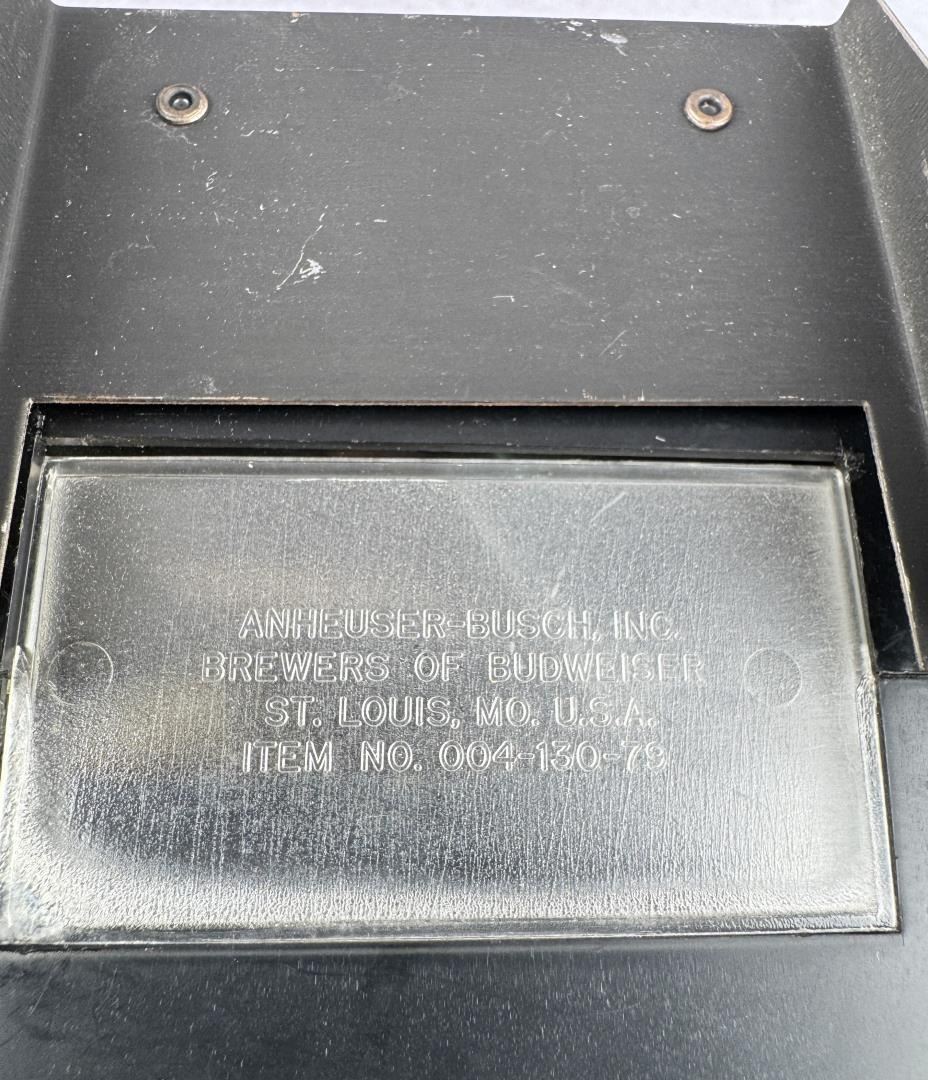 ANHEUSER-BUSCH, INC.
BREWERS OF BUDWEISER
ST. LOUIS, MO. U.S.A.
ITEM NO. 004-130-79